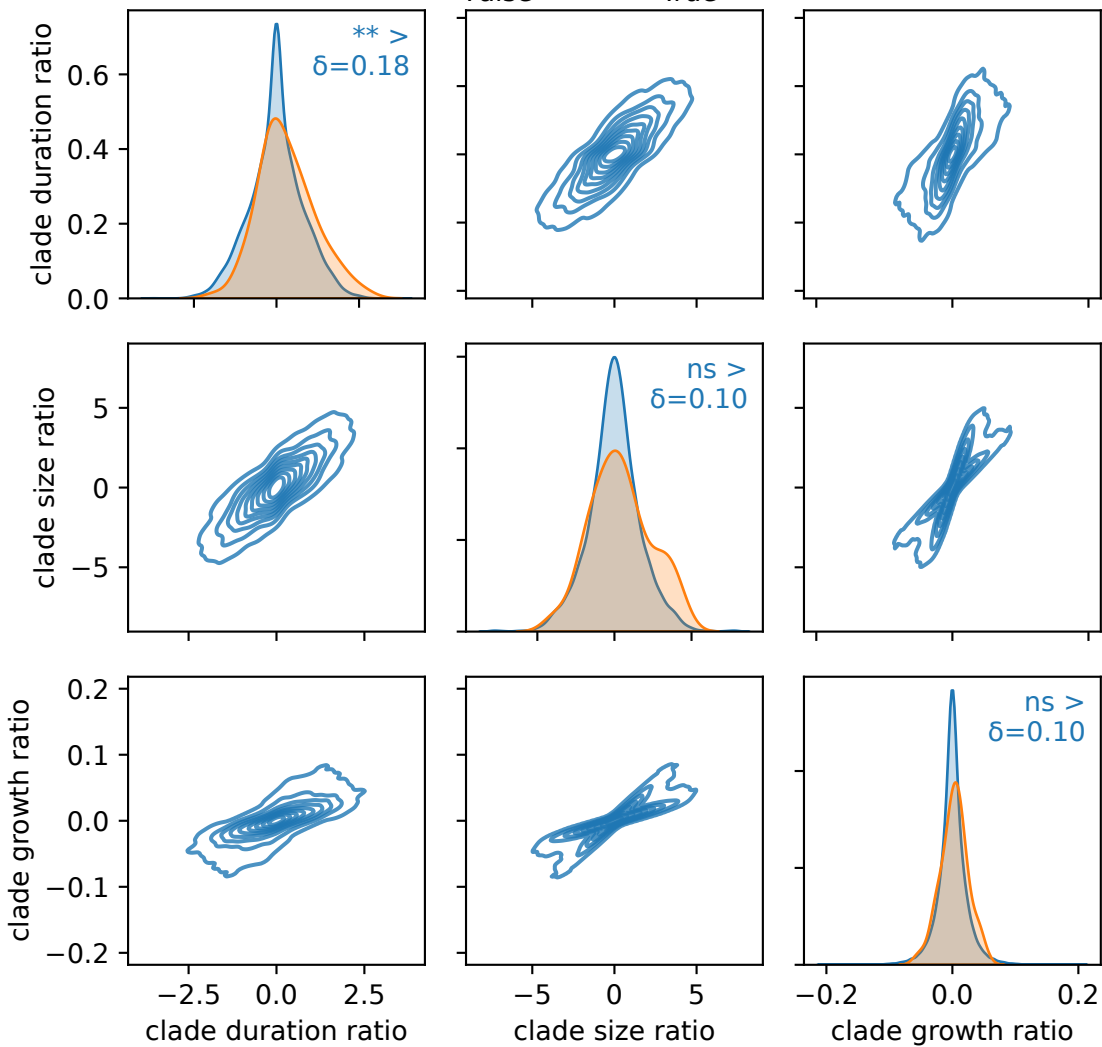 ** >
δ=0.18
clade duration ratio
0.6
0.4
0.2
0.0
ns >
δ=0.10
clade size ratio
5
0
−5
ns >
δ=0.10
clade growth ratio
0.2
0.1
0.0
−0.1
−0.2
−2.5 0.0 2.5
−5 0 5
−0.2 0.0 0.2
clade duration ratio
clade size ratio
clade growth ratio